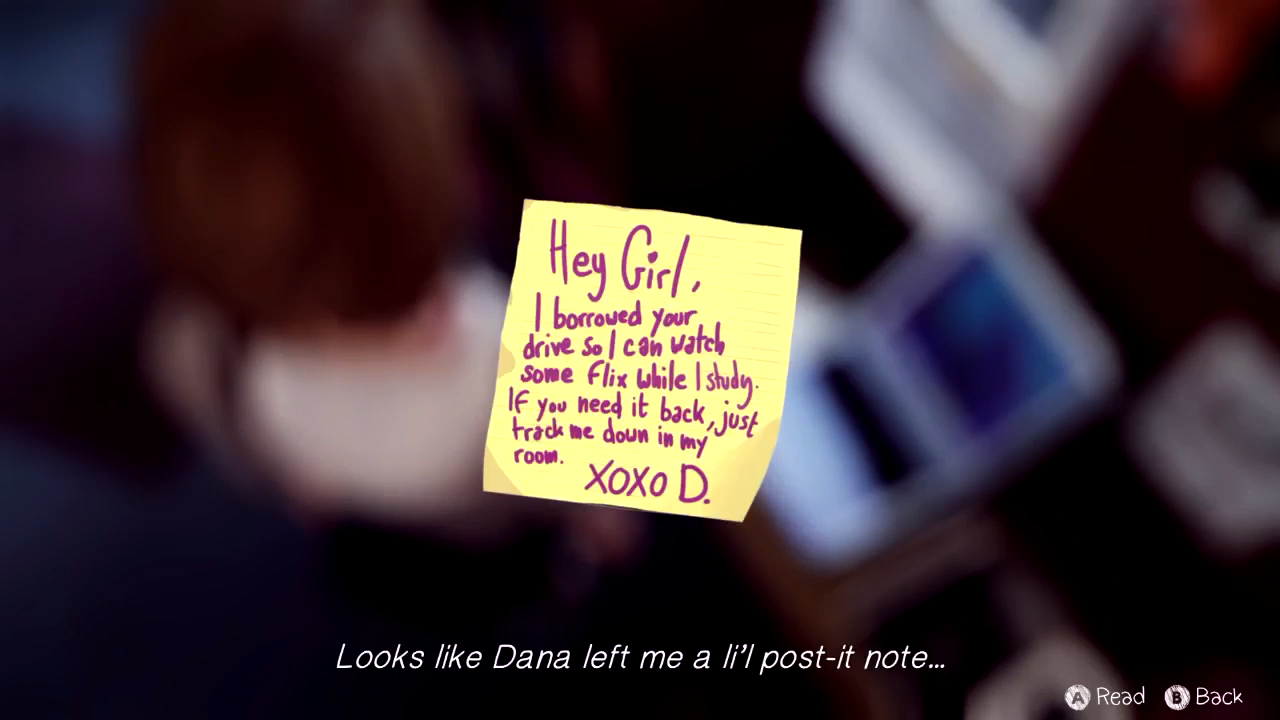 Hey Girl,
I borrowed your
drive so I can watch
some flix while I study.
If you need it back, just
track me down in my
room.
XOXO D.
Looks like Dana left me a li'l post-it note...
A Read B Back